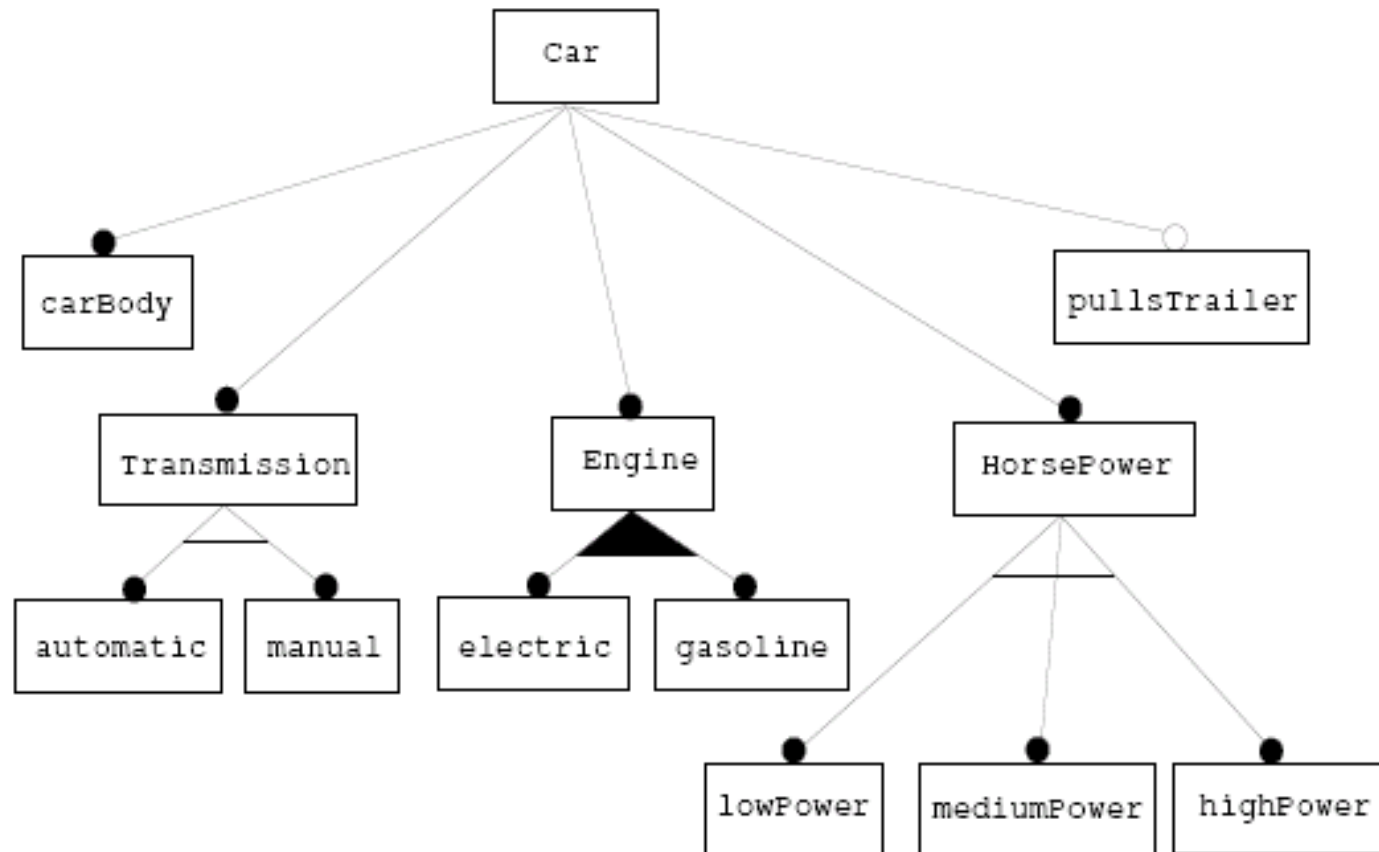 Car
carBody
pullsTrailer
Transmission
Engine
HorsePower
automatic
manual
electric
gasoline
lowPower
mediumPower
highPower